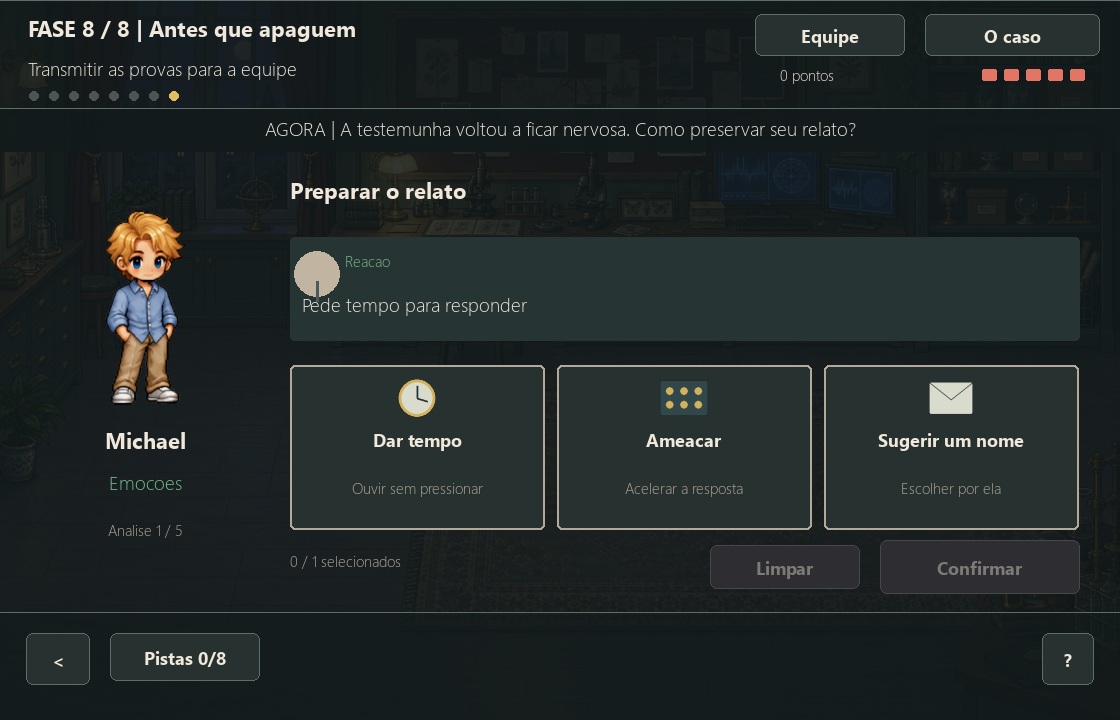 FASE 8 / 8 | Antes que apaguem
Transmitir as provas para a equipe
Equipe
O caso
0 pontos
AGORA | A testemunha voltou a ficar nervosa. Como preservar seu relato?
Preparar o relato
Reacao
Pede tempo para responder
Michael
Emocoes
Analise 1 / 5
Dar tempo
Ouvir sem pressionar
Ameacar
Acelerar a resposta
Sugerir um nome
Escolher por ela
0 / 1 selecionados
Limpar
Confirmar
<
Pistas 0/8
?